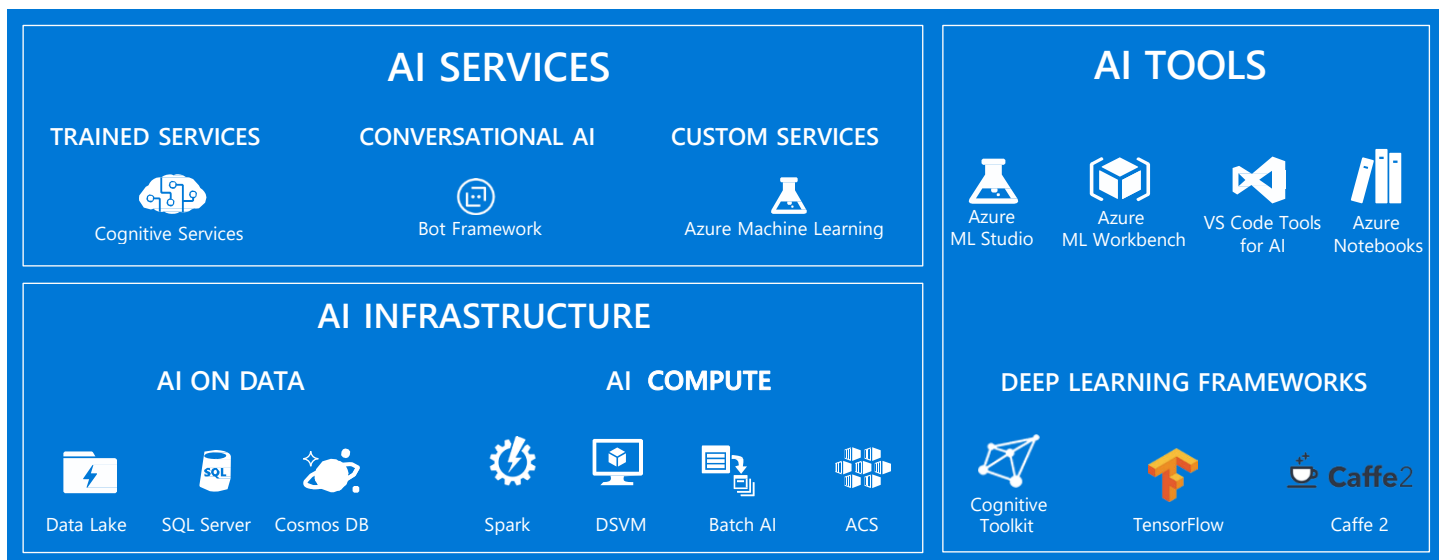 AI SERVICES
TRAINED SERVICES
CONVERSATIONAL AI
CUSTOM SERVICES
Cognitive Services
Bot Framework
Azure Machine Learning
AI INFRASTRUCTURE
AI ON DATA
AI COMPUTE
SQL
Data Lake
SQL Server
Cosmos DB
Spark
DSVM
Batch AI
ACS
AI TOOLS
Azure
ML Studio
Azure
ML Workbench
VS Code Tools
for AI
Azure
Notebooks
DEEP LEARNING FRAMEWORKS
Cognitive
Toolkit
TensorFlow
Caffe2
Caffe 2